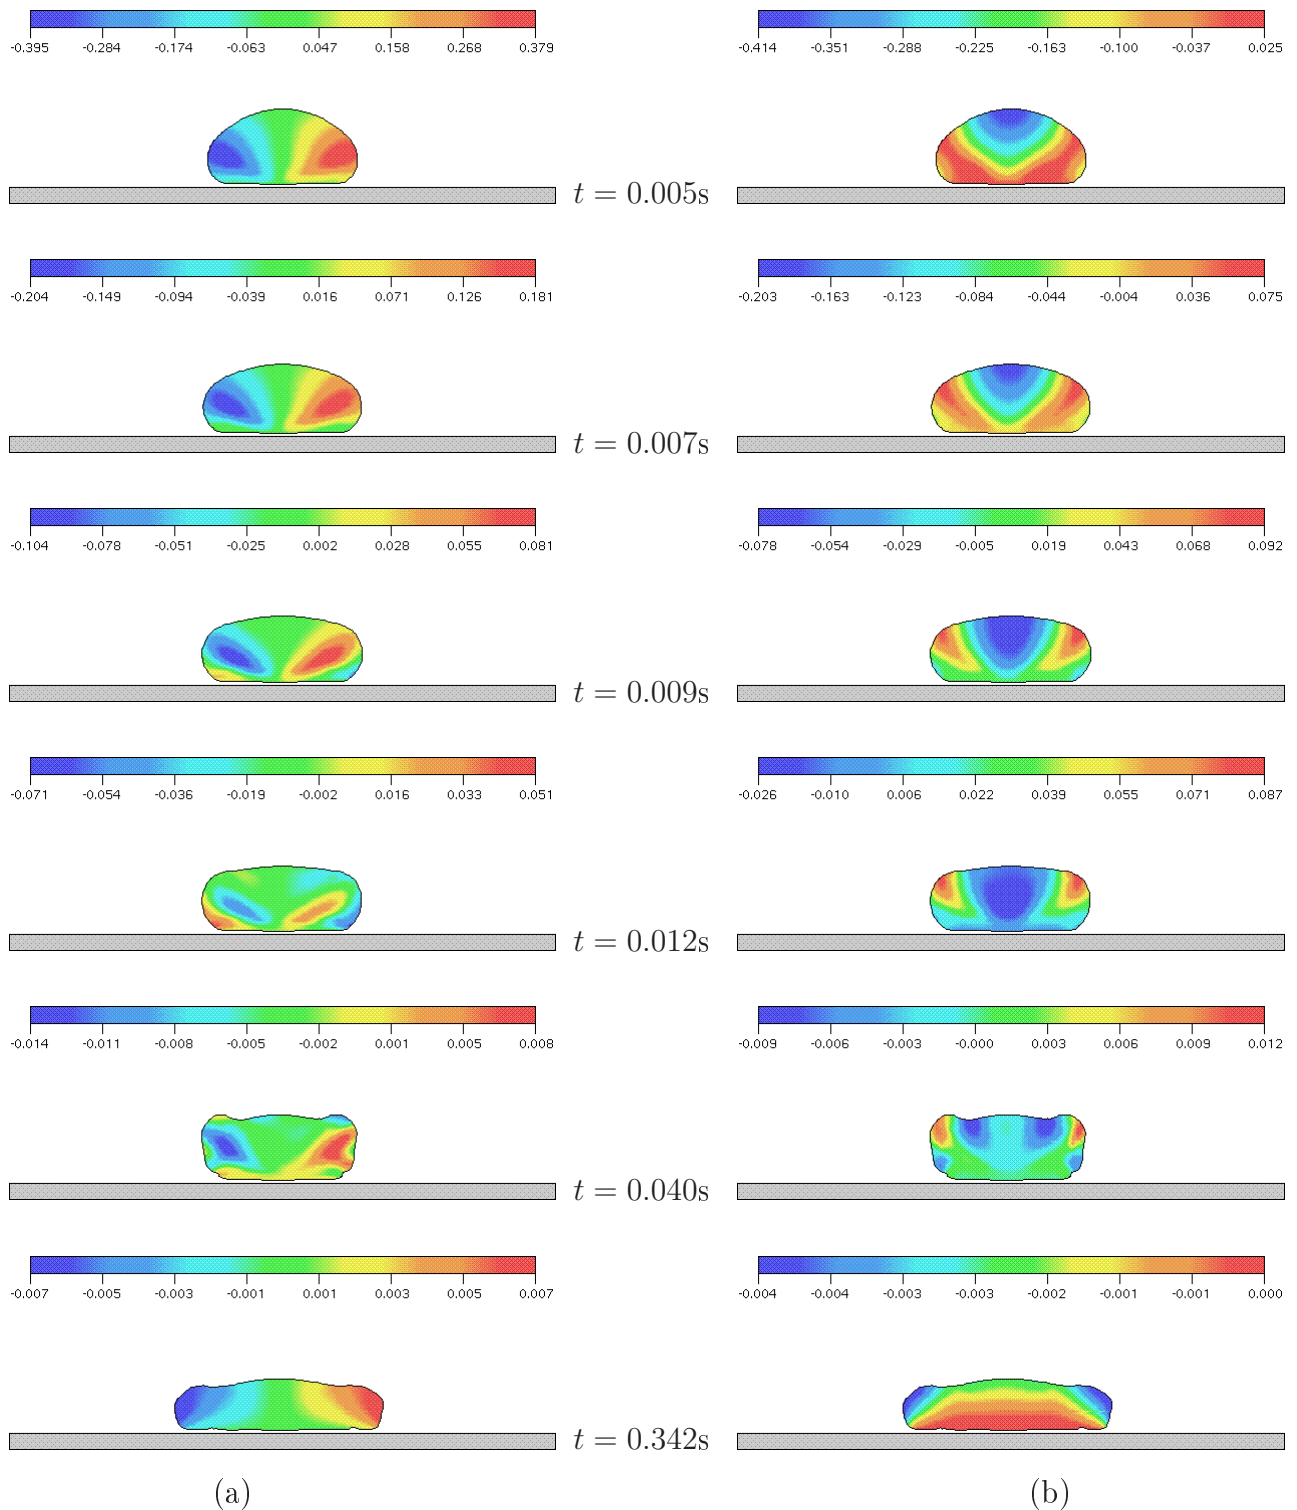 -0.395 -0.284 -0.174 -0.063 0.047 0.158 0.268 0.379
-0.414 -0.351 -0.288 -0.225 -0.163 -0.100 -0.037 0.025
t = 0.005s
-0.204 -0.149 -0.094 -0.039 0.016 0.071 0.126 0.181
-0.203 -0.163 -0.123 -0.084 -0.044 -0.004 0.036 0.075
t = 0.007s
-0.104 -0.078 -0.051 -0.025 0.002 0.028 0.055 0.081
-0.078 -0.054 -0.029 -0.005 0.019 0.043 0.068 0.092
t = 0.009s
-0.071 -0.054 -0.036 -0.019 -0.002 0.016 0.033 0.051
-0.026 -0.010 0.006 0.022 0.039 0.055 0.071 0.087
t = 0.012s
-0.014 -0.011 -0.008 -0.005 -0.002 0.001 0.005 0.008
-0.009 -0.006 -0.003 -0.000 0.003 0.006 0.009 0.012
t = 0.040s
-0.007 -0.005 -0.003 -0.001 0.001 0.003 0.005 0.007
-0.004 -0.004 -0.003 -0.003 -0.002 -0.001 -0.001 0.000
t = 0.342s
(a)
(b)